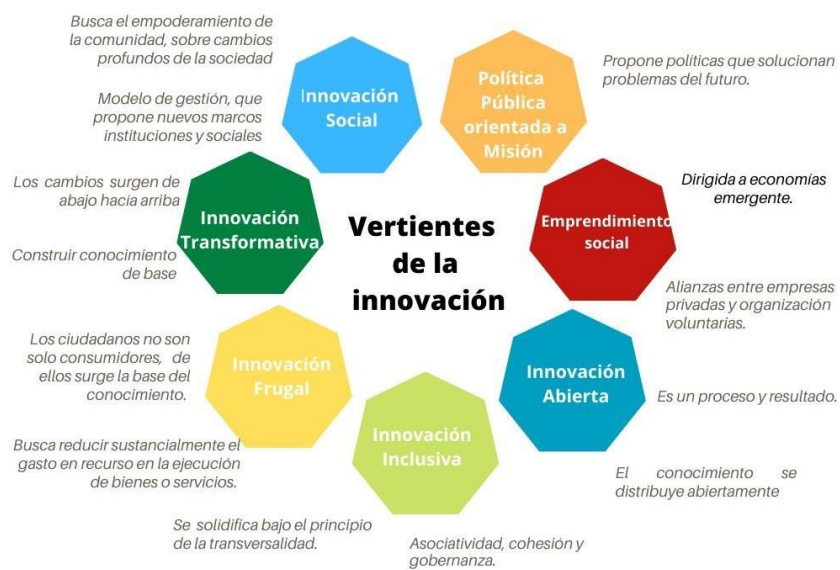 Busca el empoderamiento de
la comunidad, sobre cambios
profundos de la sociedad
Modelo de gestión, que
propone nuevos marcos
instituciones y sociales
Innovación
Social
Política
Pública
orientada a
Misión
Propone políticas que solucionan
problemas del futuro.
Los cambios surgen de
abajo hacia arriba
Construir conocimiento
de base
Innovación
Transformativa
Vertientes
de la
innovación
Emprendimiento
social
Dirigida a economías
emergente.
Alianzas entre empresas
privadas y organización
voluntarias.
Los ciudadanos no son
solo consumidores, de
ellos surge la base del
conocimiento.
Busca reducir sustancialmente el
gasto en recurso en la ejecución
de bienes o servicios.
Innovación
Frugal
Innovación
Inclusiva
Innovación
Abierta
Es un proceso y resultado.
El conocimiento se
distribuye abiertamente
Se solidifica bajo el principio
de la transversalidad.
Asociatividad, cohesión y
gobernanza.